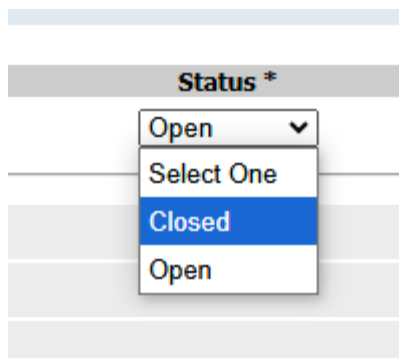 Status *
Open
Select One
Closed
Open